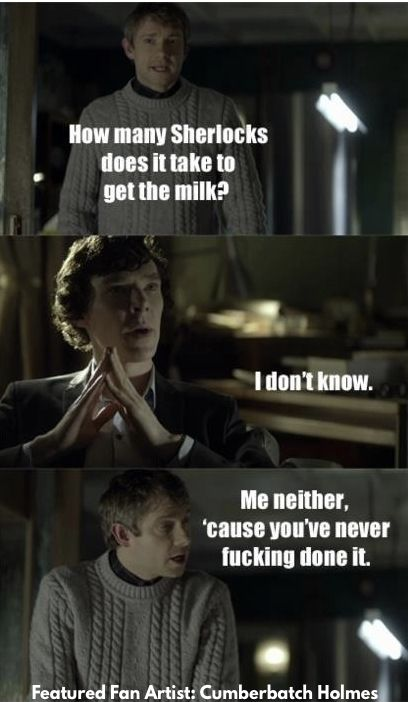 How many Sherlocks
does it take to
get the milk?
I don't know.
Me neither,
‘cause you've never
fucking done it.
Featured Fan Artist: Cumberbatch Holmes